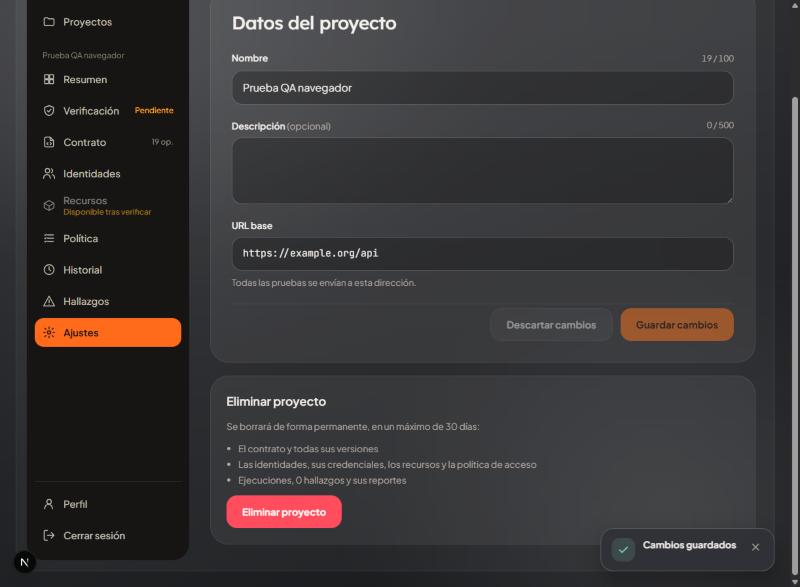 Proyectos
Prueba QA navegador
Resumen
Verificación Pendiente
Contrato 19 op.
Identidades
Recursos
Disponible tras verificar
Política
Historial
Hallazgos
Ajustes
Perfil
Cerrar sesión
N
Datos del proyecto
Nombre 19 / 100
Prueba QA navegador
Descripción (opcional) 0 / 500
URL base
https://example.org/api
Todas las pruebas se envían a esta dirección.
Descartar cambios Guardar cambios
Eliminar proyecto
Se borrará de forma permanente, en un máximo de 30 días:
• El contrato y todas sus versiones
• Las identidades, sus credenciales, los recursos y la política de acceso
• Ejecuciones, 0 hallazgos y sus reportes
Eliminar proyecto
Cambios guardados